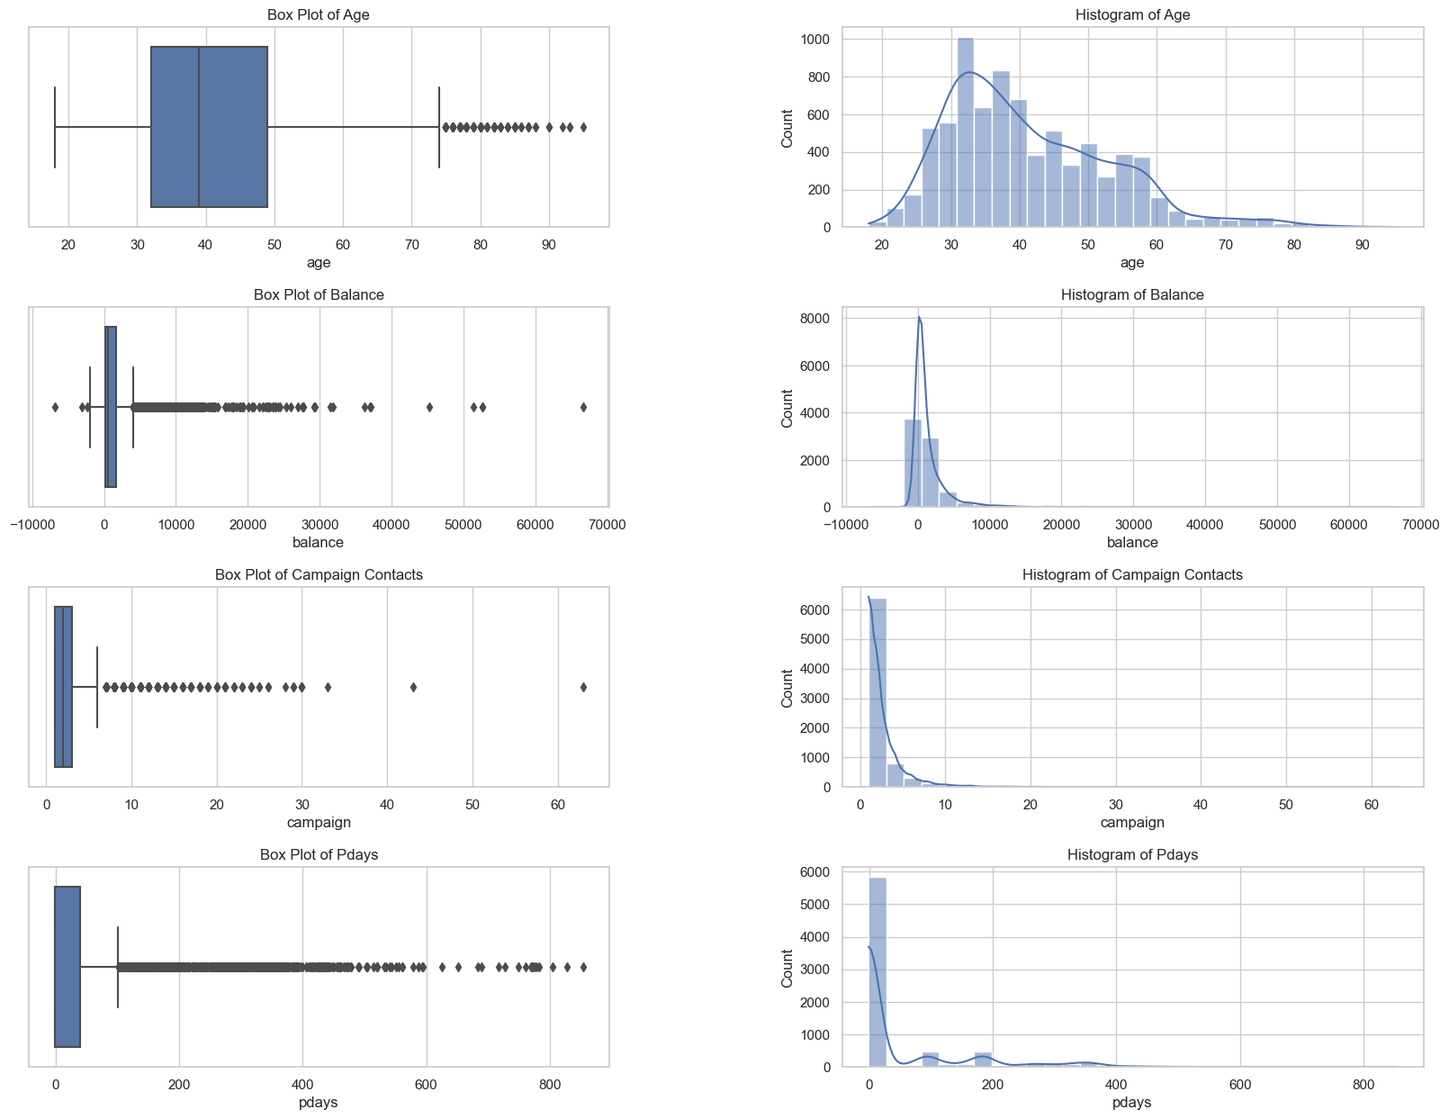 Box Plot of Age
20 30 40 50 60 70 80 90
age
Histogram of Age
1000
800
600
400
200
0
Count
20 30 40 50 60 70 80 90
age
Box Plot of Balance
−10000 0 10000 20000 30000 40000 50000 60000 70000
balance
Histogram of Balance
8000
6000
4000
2000
0
Count
−10000 0 10000 20000 30000 40000 50000 60000 70000
balance
Box Plot of Campaign Contacts
0 10 20 30 40 50 60
campaign
Histogram of Campaign Contacts
6000
5000
4000
3000
2000
1000
0
Count
0 10 20 30 40 50 60
campaign
Box Plot of Pdays
0 200 400 600 800
pdays
Histogram of Pdays
6000
5000
4000
3000
2000
1000
0
Count
0 200 400 600 800
pdays